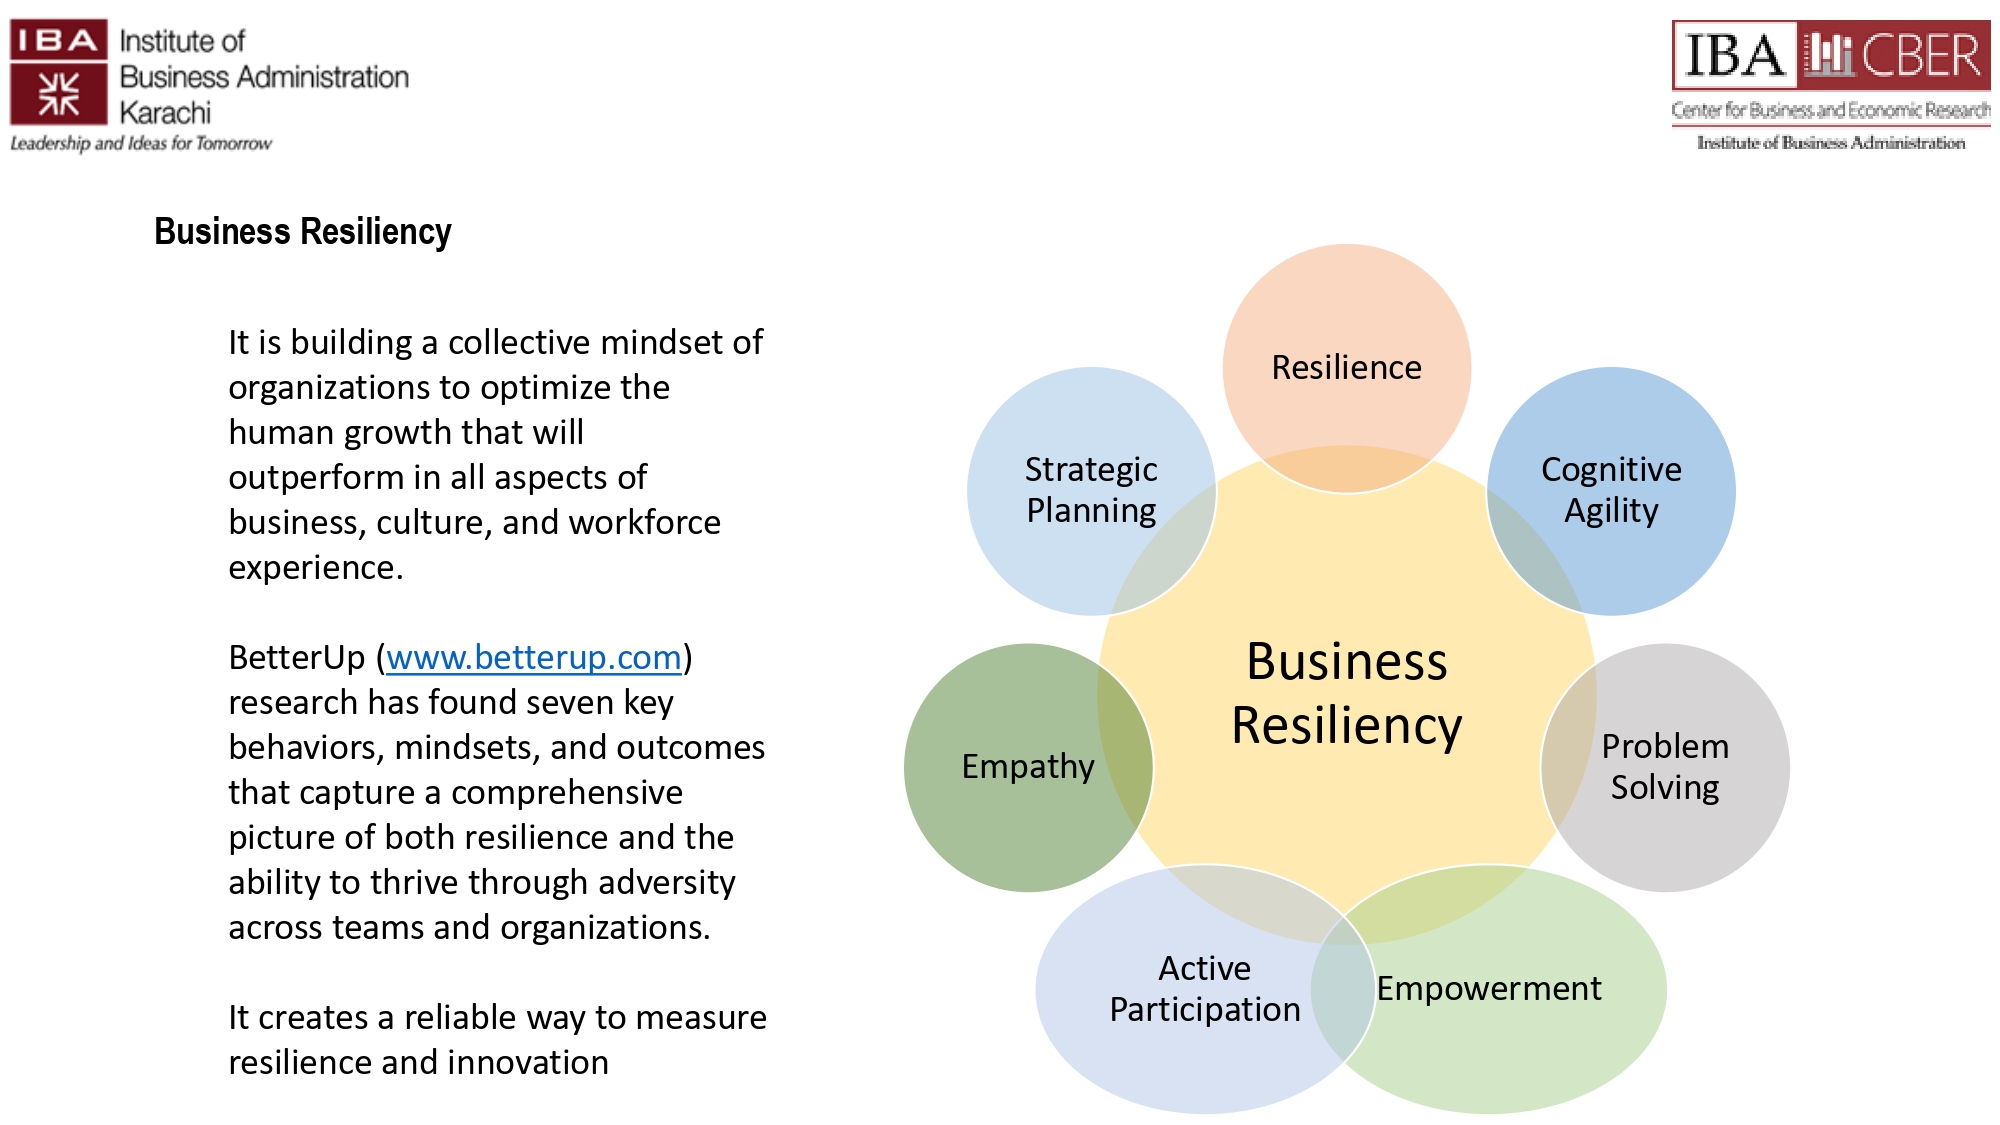 IBA
Institute of
Business Administration
Karachi
Leadership and Ideas for Tomorrow
IBA CBER
Center for Business and Economic Research
Institute of Business Administration
Business Resiliency
It is building a collective mindset of
organizations to optimize the
human growth that will
outperform in all aspects of
business, culture, and workforce
experience.
BetterUp (www.betterup.com)
research has found seven key
behaviors, mindsets, and outcomes
that capture a comprehensive
picture of both resilience and the
ability to thrive through adversity
across teams and organizations.
It creates a reliable way to measure
resilience and innovation
Resilience
Cognitive
Agility
Problem
Solving
Empowerment
Active
Participation
Empathy
Strategic
Planning
Business
Resiliency